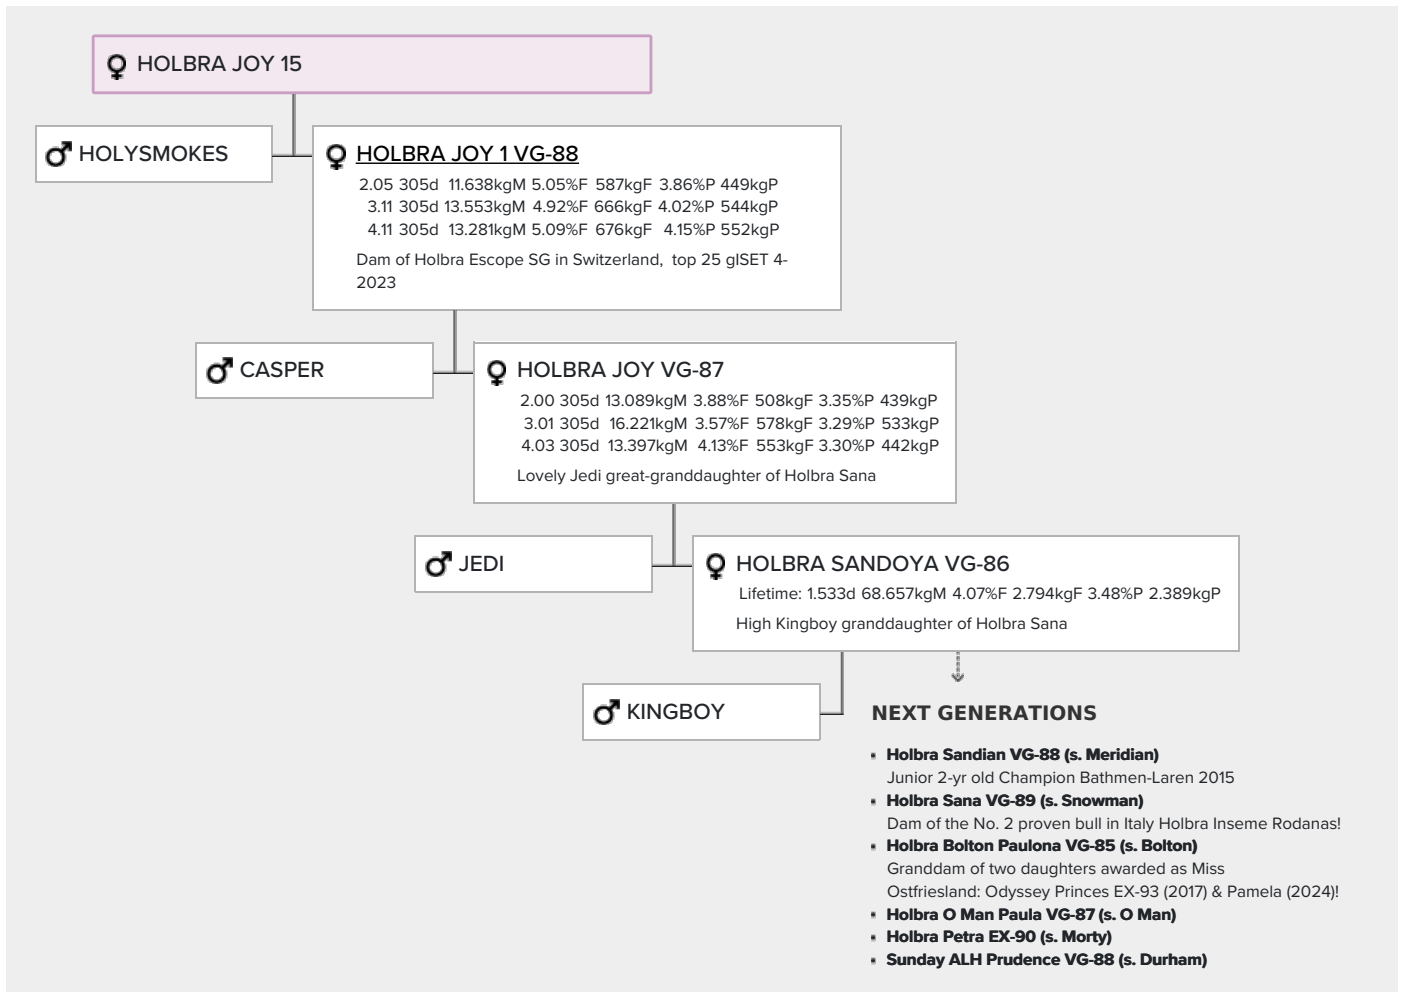 HOLBRA JOY 15
HOLYSMOKES
HOLBRA JOY 1 VG-88
2.05 305d 11.638kgM 5.05%F 587kgF 3.86%P 449kgP
3.11 305d 13.553kgM 4.92%F 666kgF 4.02%P 544kgP
4.11 305d 13.281kgM 5.09%F 676kgF 4.15%P 552kgP
Dam of Holbra Escope SG in Switzerland, top 25 gISET 4-
2023
CASPER
HOLBRA JOY VG-87
2.00 305d 13.089kgM 3.88%F 508kgF 3.35%P 439kgP
3.01 305d 16.221kgM 3.57%F 578kgF 3.29%P 533kgP
4.03 305d 13.397kgM 4.13%F 553kgF 3.30%P 442kgP
Lovely Jedi great-granddaughter of Holbra Sana
JEDI
HOLBRA SANDOYA VG-86
Lifetime: 1.533d 68.657kgM 4.07%F 2.794kgF 3.48%P 2.389kgP
High Kingboy granddaughter of Holbra Sana
KINGBOY
NEXT GENERATIONS
Holbra Sandian VG-88 (s. Meridian)
Junior 2-yr old Champion Bathmen-Laren 2015
Holbra Sana VG-89 (s. Snowman)
Dam of the No. 2 proven bull in Italy Holbra Inseme Rodanas!
Holbra Bolton Paulona VG-85 (s. Bolton)
Granddam of two daughters awarded as Miss
Ostfriesland: Odyssey Princes EX-93 (2017) & Pamela (2024)!
Holbra O Man Paula VG-87 (s. O Man)
Holbra Petra EX-90 (s. Morty)
Sunday ALH Prudence VG-88 (s. Durham)